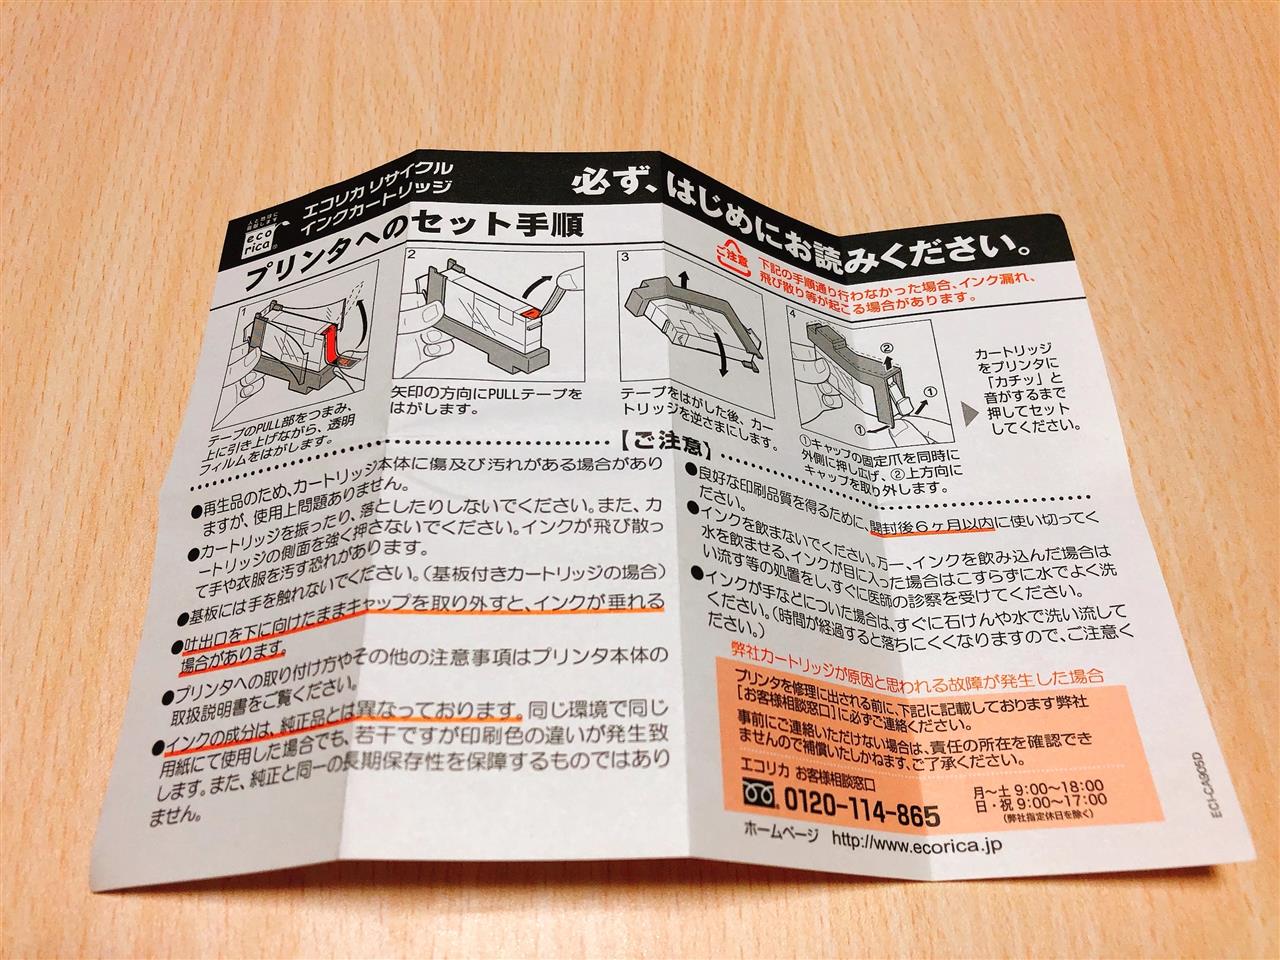 人と地球に
貢献します
eco
rica
エコリカ リサイクル
インクカートリッジ
必ず、はじめにお読みください。
プリンタへのセット手順
ご注意
下記の手順通り行わなかった場合、インク漏れ、
飛び散り等が起こる場合があります。
1
テープのPULL部をつまみ、
上に引き上げながら、透明
フィルムをはがします。
2
矢印の方向にPULLテープを
はがします。
3
テープをはがした後、カー
トリッジを逆さまにします。
4
②
①
①
①キャップの固定爪を同時に
外側に押し広げ、②上方向に
キャップを取り外します。
カートリッジ
をプリンタに
「カチッ」と
音がするまで
押してセット
してください。
【ご注意】
●再生品のため、カートリッジ本体に傷及び汚れがある場合があり
ますが、使用上問題ありません。
●カートリッジを振ったり、落としたりしないでください。また、カ
ートリッジの側面を強く押さないでください。インクが飛び散っ
て手や衣服を汚す恐れがあります。
●基板には手を触れないでください。(基板付きカートリッジの場合)
●吐出口を下に向けたままキャップを取り外すと、インクが垂れる
場合があります。
●プリンタへの取り付け方やその他の注意事項はプリンタ本体の
取扱説明書をご覧ください。
●インクの成分は、純正品とは異なっております。同じ環境で同じ
用紙にて使用した場合でも、若干ですが印刷色の違いが発生致
します。また、純正と同一の長期保存性を保障するものではあり
ません。
●良好な印刷品質を得るために、開封後6ヶ月以内に使い切ってく
ださい。
●インクを飲まないでください。万一、インクを飲み込んだ場合は
水を飲ませる、インクが目に入った場合はこすらずに水でよく洗
い流す等の処置をし、すぐに医師の診察を受けてください。
●インクが手などについた場合は、すぐに石けんや水で洗い流して
ください。(時間が経過すると落ちにくくなりますので、ご注意く
ださい。)
弊社カートリッジが原因と思われる故障が発生した場合
プリンタを修理に出される前に、下記に記載しております弊社
[お客様相談窓口]に必ずご連絡ください。
事前にご連絡いただけない場合は、責任の所在を確認でき
ませんので補償いたしかねます、ご了承ください。
エコリカ お客様相談窓口
0120-114-865
月〜土 9:00〜18:00
日・祝 9:00〜17:00
(弊社指定休日を除く)
ホームページ http://www.ecorica.jp
ECI-CA905D